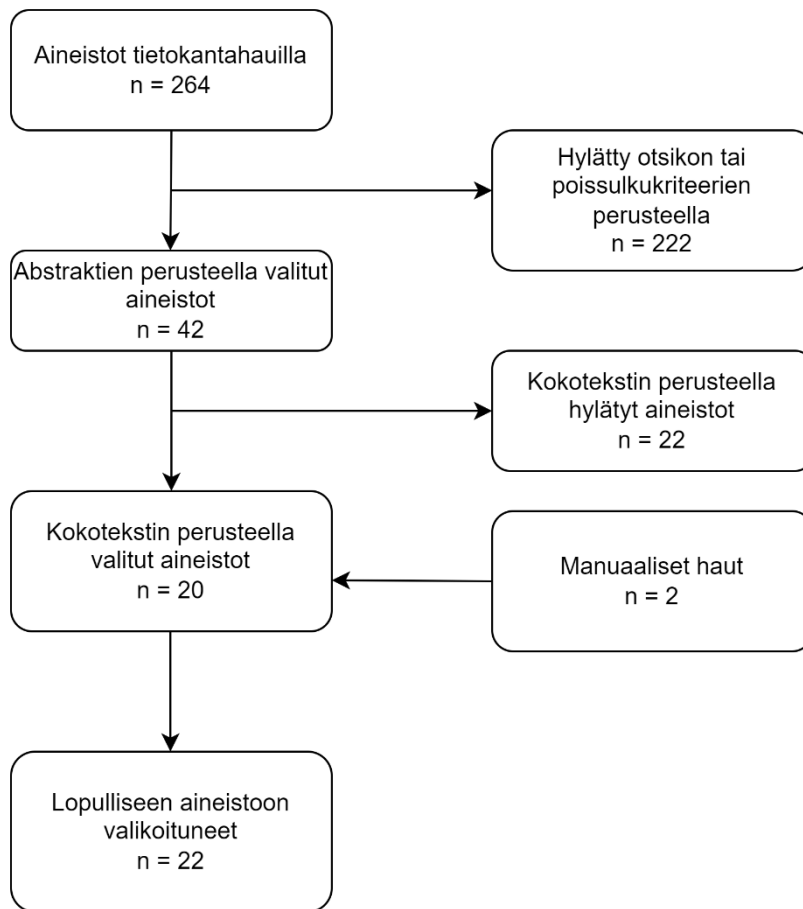 Aineistot tietokantahauilla
n = 264
Hylätty otsikon tai
poissulkukriteerien
perusteella
n = 222
Abstraktien perusteella valitut
aineistot
n = 42
Kokotekstin perusteella
hylätyt aineistot
n = 22
Kokotekstin perusteella
valitut aineistot
n = 20
Manuaaliset haut
n = 2
Lopulliseen aineistoon
valikoituneet
n = 22